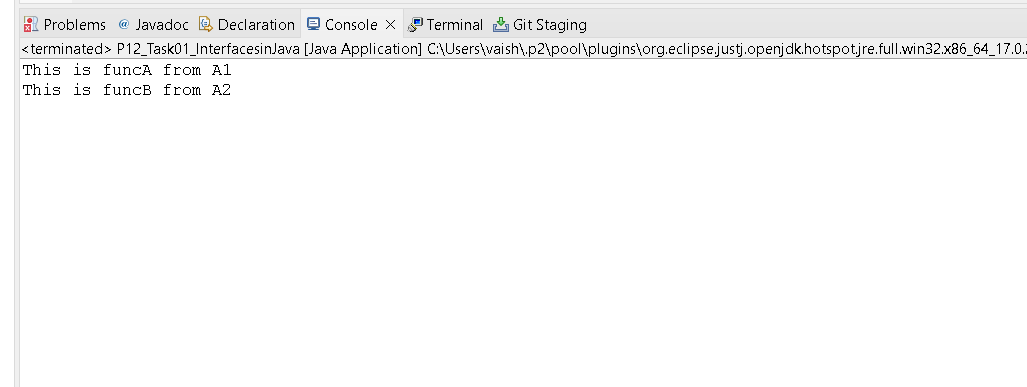 Problems @ Javadoc Declaration Console Terminal Git Staging
<terminated> P12_Task01_InterfacesinJava [Java Application] C:\Users\vaish\.p2\pool\plugins\org.eclipse.justj.openjdk.hotspot.jre.full.win32.x86_64_17.0.
This is funcA from A1
This is funcB from A2